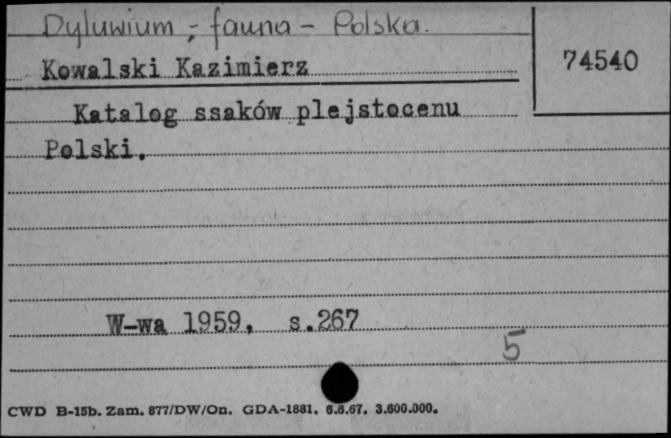 Dyluwium - fauna - Polska.
Kowalski Kazimierz
74540
Katalog ssaków plejstocenu
Polski.
W-wa 1959, s.267
5
CWD B-15b. Zam. 877/DW/On. GDA-1881. 6.6.67. 3.600.000.